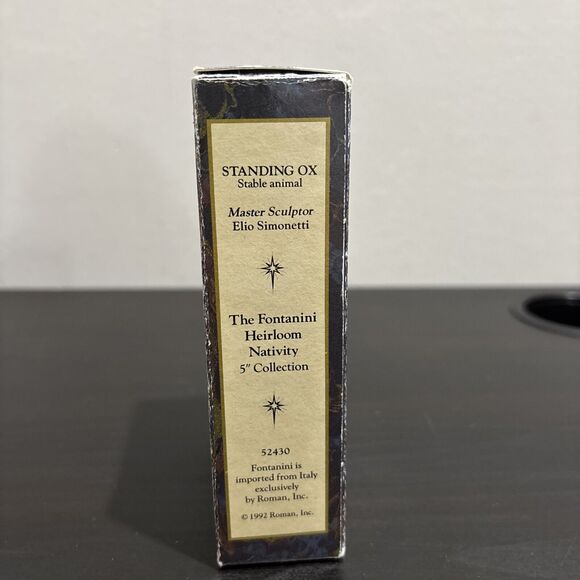 STANDING OX
Stable animal
Master Sculptor
Elio Simonetti
The Fontanini
Heirloom
Nativity
5" Collection
52430
Fontanini is
imported from Italy
exclusively
by Roman, Inc.
© 1992 Roman, Inc.